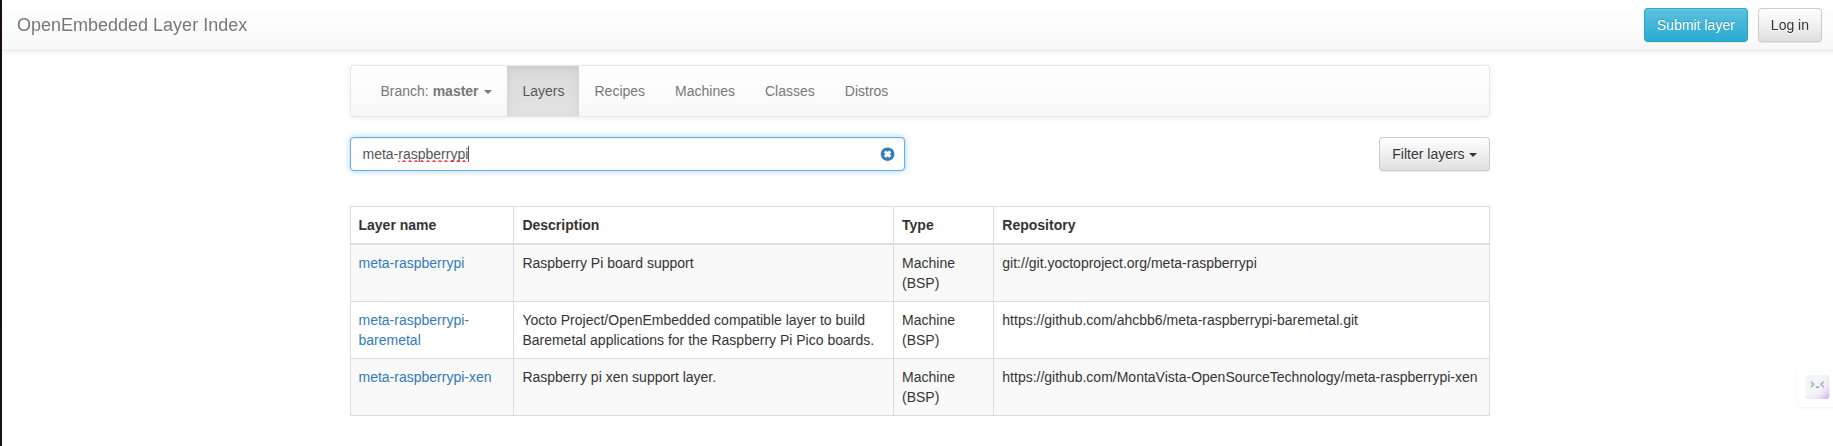 OpenEmbedded Layer Index
Submit layer
Log in
Branch: master
Layers
Recipes
Machines
Classes
Distros
meta-raspberrypi
Filter layers
Layer name
Description
Type
Repository
meta-raspberrypi
Raspberry Pi board support
Machine
(BSP)
git://git.yoctoproject.org/meta-raspberrypi
meta-raspberrypi-
baremetal
Yocto Project/OpenEmbedded compatible layer to build
Baremetal applications for the Raspberry Pi Pico boards.
Machine
(BSP)
https://github.com/ahcbb6/meta-raspberrypi-baremetal.git
meta-raspberrypi-xen
Raspberry pi xen support layer.
Machine
(BSP)
https://github.com/MontaVista-OpenSourceTechnology/meta-raspberrypi-xen